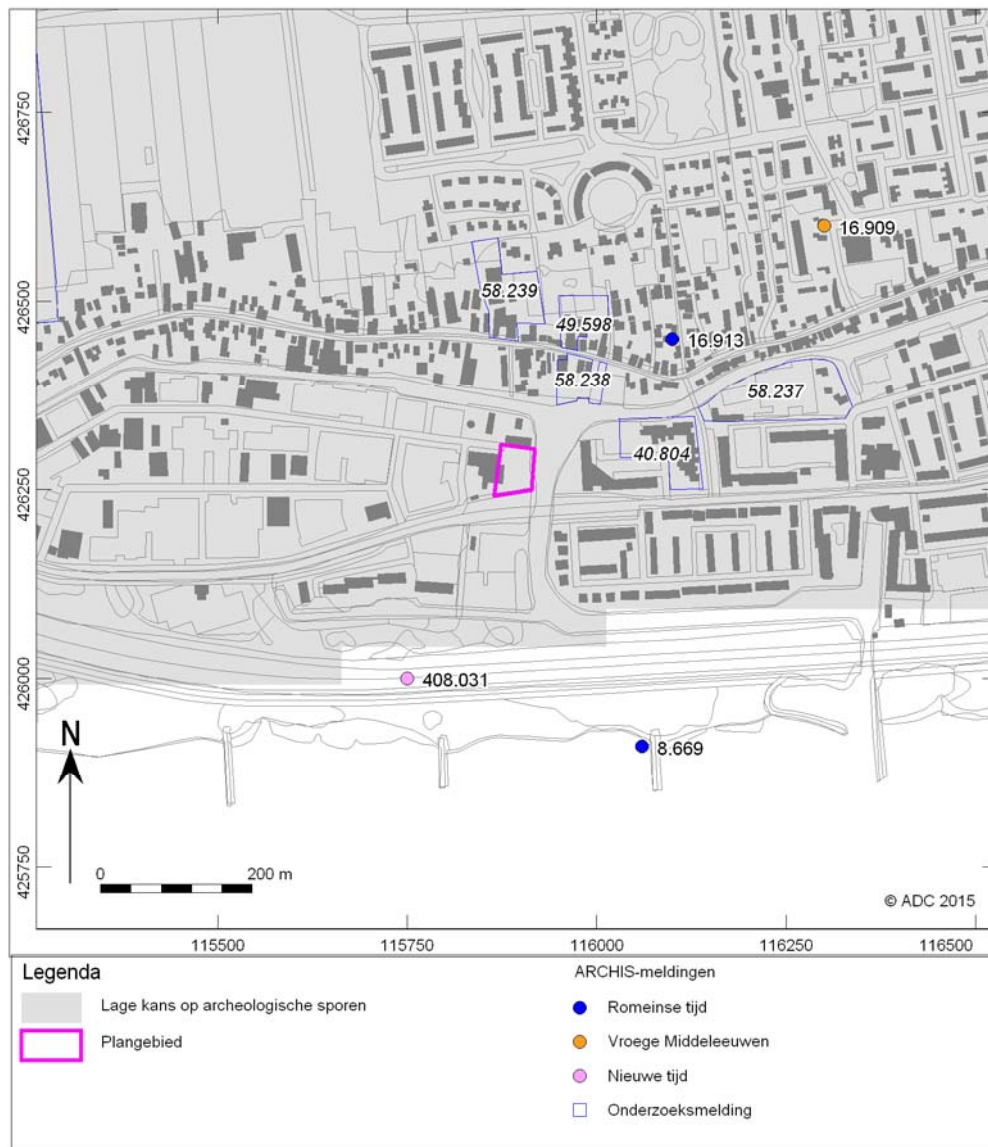 426750
16.909
58.239
426500
49.598
16.913
58.238
58.237
40.804
426250
426000
408.031
N
8.669
425750
0 200 m
© ADC 2015
115500 115750 116000 116250 116500
Legenda
Lage kans op archeologische sporen
Plangebied
ARCHIS-meldingen
Romeinse tijd
Vroege Middeleeuwen
Nieuwe tijd
Onderzoeksmelding